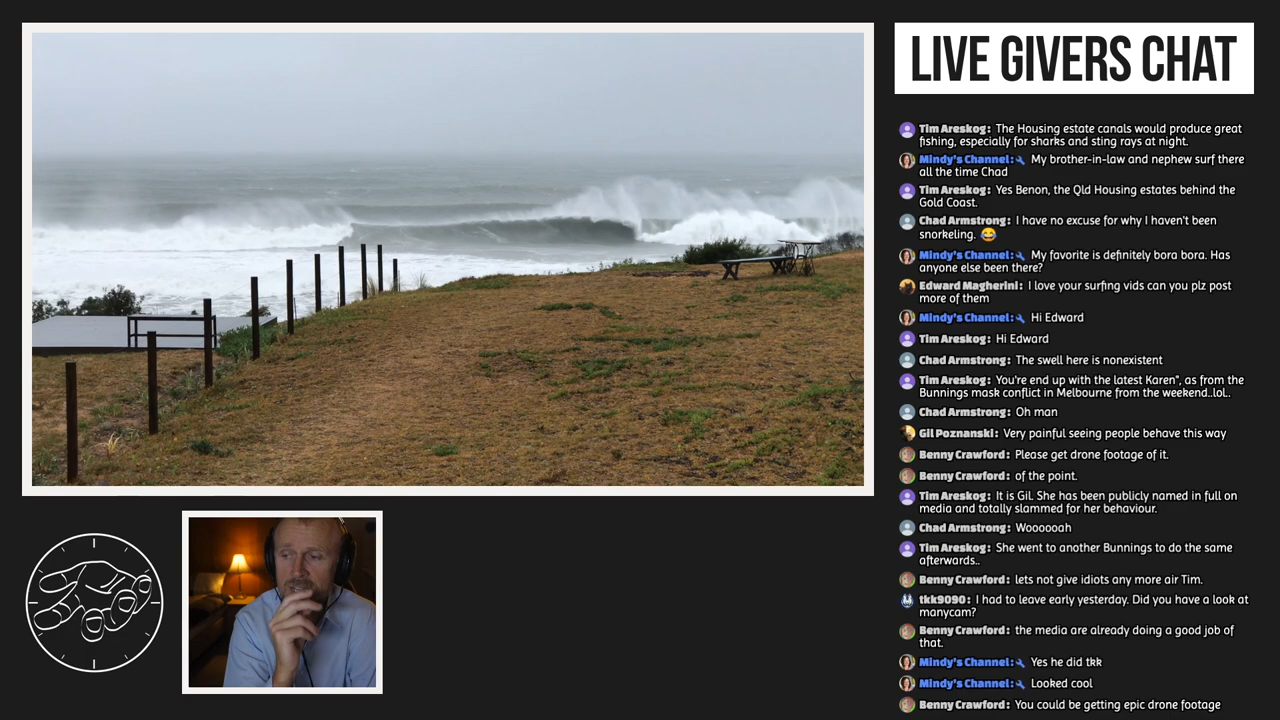 LIVE GIVERS CHAT
Tim Areskog: The Housing estate canals would produce great
fishing, especially for sharks and sting rays at night.
Mindy's Channel: My brother-in-law and nephew surf there
all the time Chad
Tim Areskog: Yes Benon, the Qld Housing estates behind the
Gold Coast.
Chad Armstrong: I have no excuse for why I haven't been
snorkeling. 😂
Mindy's Channel: My favorite is definitely bora bora. Has
anyone else been there?
Edward Magherini: I love your surfing vids can you plz post
more of them
Mindy's Channel: Hi Edward
Tim Areskog: Hi Edward
Chad Armstrong: The swell here is nonexistent
Tim Areskog: You're end up with the latest Karen", as from the
Bunnings mask conflict in Melbourne from the weekend..lol..
Chad Armstrong: Oh man
Gil Poznanski: Very painful seeing people behave this way
Benny Crawford: Please get drone footage of it.
Benny Crawford: of the point.
Tim Areskog: It is Gil. She has been publicly named in full on
media and totally slammed for her behaviour.
Chad Armstrong: Woooooah
Tim Areskog: She went to another Bunnings to do the same
afterwards..
Benny Crawford: lets not give idiots any more air Tim.
tkk9090: I had to leave early yesterday. Did you have a look at
manycam?
Benny Crawford: the media are already doing a good job of
that.
Mindy's Channel: Yes he did tkk
Mindy's Channel: Looked cool
Benny Crawford: You could be getting epic drone footage